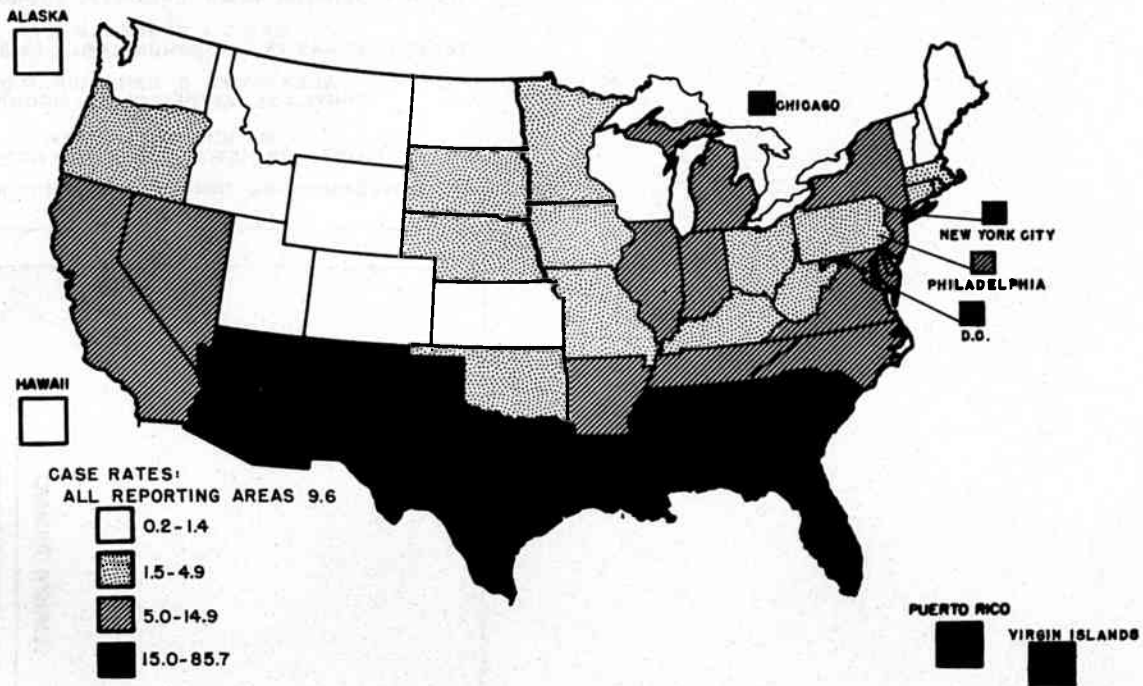 ALASKA
CHICAGO
NEW YORK CITY
PHILADELPHIA
D.C.
HAWAII
CASE RATES:
ALL REPORTING AREAS 9.6
0.2-1.4
1.5-4.9
5.0-14.9
15.0-85.7
PUERTO RICO
VIRGIN ISLANDS